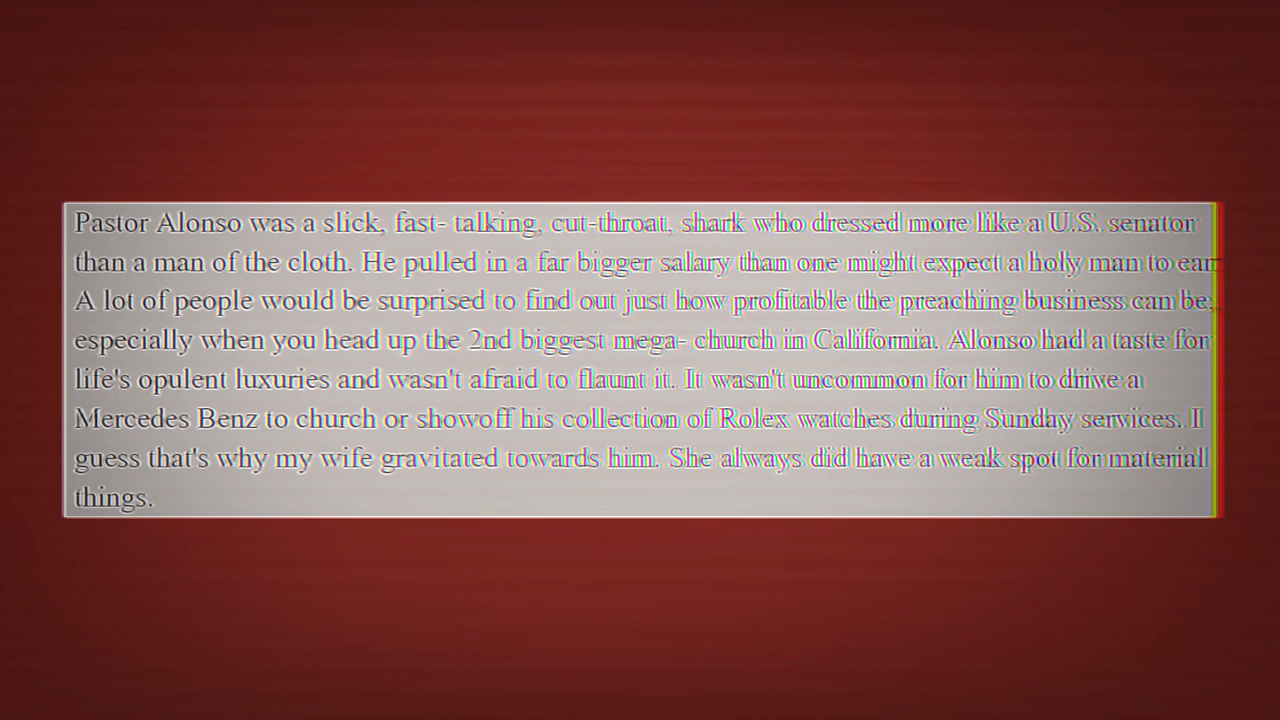 Pastor Alonso was a slick, fast- talking, cut-throat, shark who dressed more like a U.S. senator
than a man of the cloth. He pulled in a far bigger salary than one might expect a holy man to earn
A lot of people would be surprised to find out just how profitable the preaching business can be,
especially when you head up the 2nd biggest mega- church in California. Alonso had a taste for
life's opulent luxuries and wasn't afraid to flaunt it. It wasn't uncommon for him to drive a
Mercedes Benz to church or showoff his collection of Rolex watches during Sunday services. I
guess that's why my wife gravitated towards him. She always did have a weak spot for material
things.